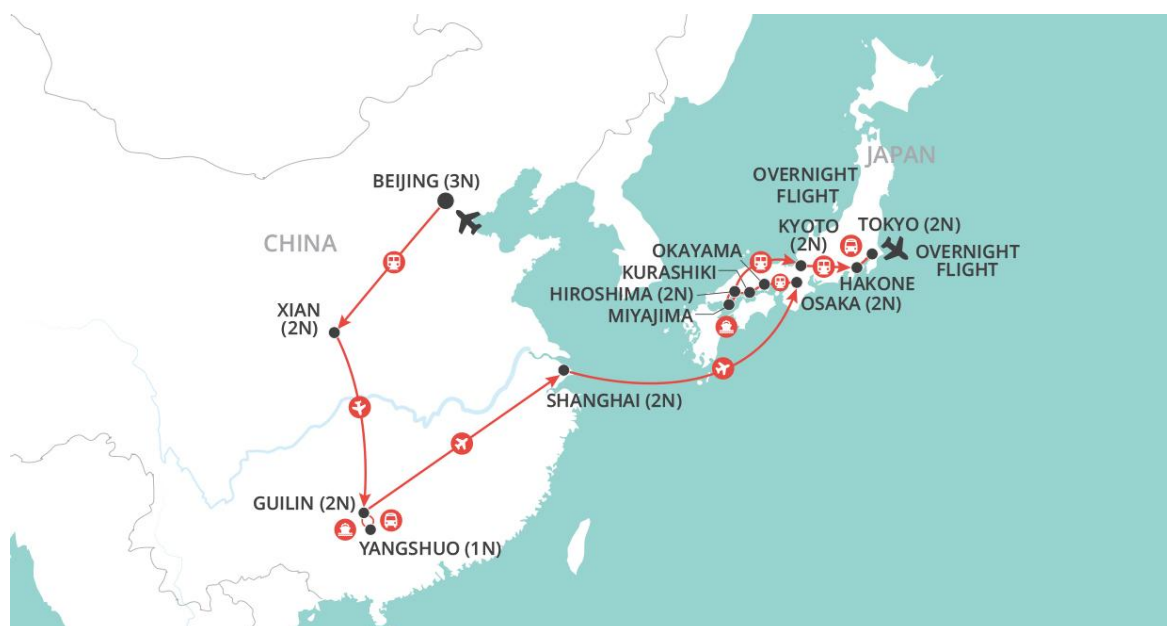 JAPAN
OVERNIGHT
FLIGHT
BEIJING (3N)
KYOTO
(2N)
TOKYO (2N)
CHINA
OKAYAMA
OVERNIGHT
FLIGHT
KURASHIKI
HAKONE
HIROSHIMA (2N)
OSAKA (2N)
XIAN
(2N)
MIYAJIMA
SHANGHAI (2N)
GUILIN (2N)
YANGSHUO (1N)